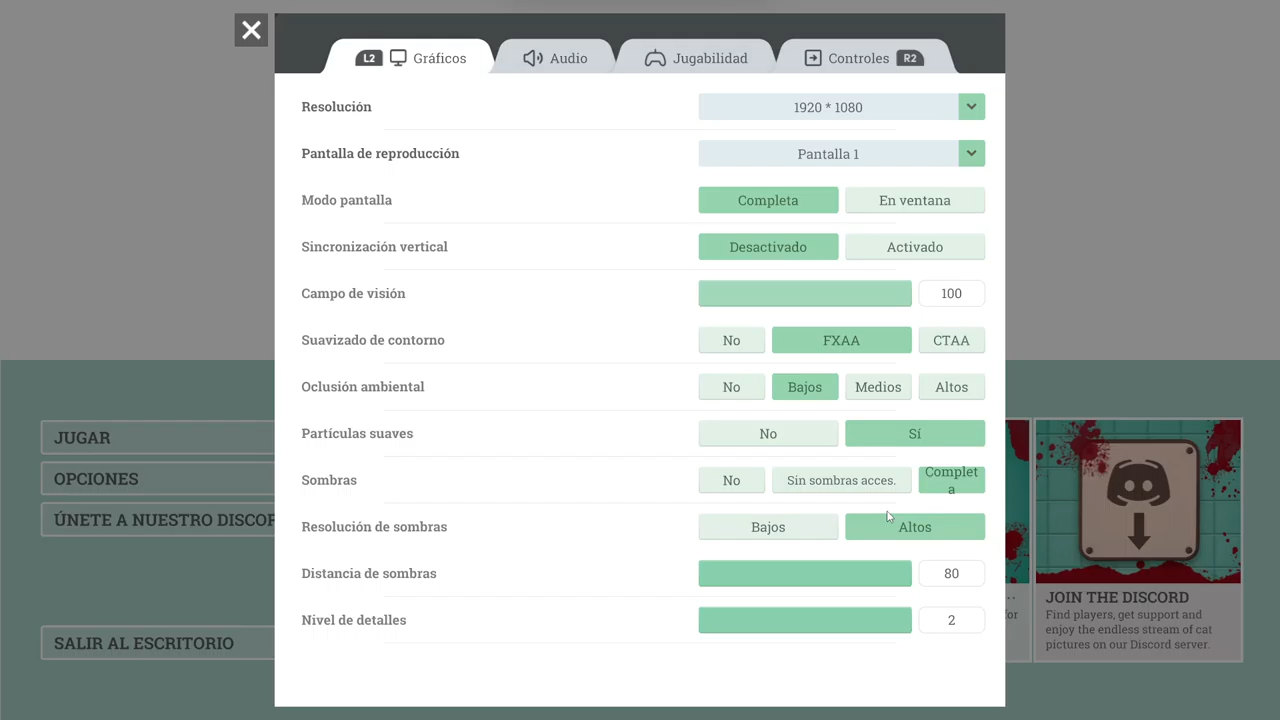 L2 Gráficos Audio Jugabilidad Controles R2
Resolución 1920 * 1080
Pantalla de reproducción Pantalla 1
Modo pantalla Completa En ventana
Sincronización vertical Desactivado Activado
Campo de visión 100
Suavizado de contorno No FXAA CTAA
Oclusión ambiental No Bajos Medios Altos
Partículas suaves No Sí
Sombras No Sin sombras acces. Complet
a
Resolución de sombras Bajos Altos
Distancia de sombras 80
Nivel de detalles 2
JUGAR
OPCIONES
ÚNETE A NUESTRO DISCOR
SALIR AL ESCRITORIO
for
JOIN THE DISCORD
Find players, get support and
enjoy the endless stream of cat
pictures on our Discord server.